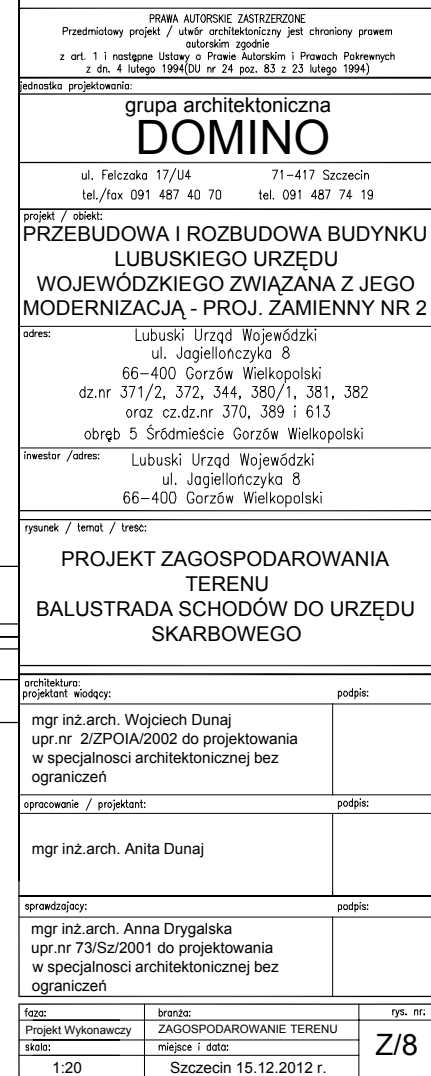 PRAWA AUTORSKIE ZASTRZEŻONE
Przedmiotowy projekt / utwór architektoniczny jest chroniony prawem
autorskim zgodnie
z art. 1 i następne Ustawy o Prawie Autorskim i Prawach Pokrewnych
z dn. 4 lutego 1994(DU nr 24 poz. 83 z 23 lutego 1994)
jednostka projektowania:
grupa architektoniczna
DOMINO
ul. Felczaka 17/U4 71-417 Szczecin
tel./fax 091 487 40 70 tel. 091 487 74 19
projekt / obiekt:
PRZEBUDOWA I ROZBUDOWA BUDYNKU
LUBUSKIEGO URZĘDU
WOJEWÓDZKIEGO ZWIĄZANA Z JEGO
MODERNIZACJĄ - PROJ. ZAMIENNY NR 2
adres:
Lubuski Urząd Wojewódzki
ul. Jagiellończyka 8
66-400 Gorzów Wielkopolski
dz.nr 371/2, 372, 344, 380/1, 381, 382
oraz cz.dz.nr 370, 389 i 613
obręb 5 Śródmieście Gorzów Wielkopolski
inwestor /adres:
Lubuski Urząd Wojewódzki
ul. Jagiellończyka 8
66-400 Gorzów Wielkopolski
rysunek / temat / treść:
PROJEKT ZAGOSPODAROWANIA
TERENU
BALUSTRADA SCHODÓW DO URZĘDU
SKARBOWEGO
architektura:
projektant wiodący: podpis:
mgr inż.arch. Wojciech Dunaj
upr.nr 2/ZPOIA/2002 do projektowania
w specjalnosci architektonicznej bez
ograniczeń
opracowanie / projektant: podpis:
mgr inż.arch. Anita Dunaj
sprawdzajacy: podpis:
mgr inż.arch. Anna Drygalska
upr.nr 73/Sz/2001 do projektowania
w specjalnosci architektonicznej bez
ograniczeń
faza: branża: rys. nr:
Projekt Wykonawczy ZAGOSPODAROWANIE TERENU Z/8
skala: miejsce i data:
1:20 Szczecin 15.12.2012 r.